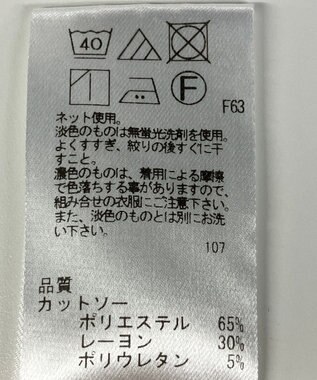 40
F
F63
ネット使用。
淡色のものは無蛍光洗剤を使用。
よくすすぎ、絞りの後すぐに干
すこと。
濃色のものは、着用による摩擦
で色落ちする事がありますので、
組み合せの衣服にご注意下さい。
また、淡色のものとは別にお洗
い下さい。
107
品質
カットソー
ポリエステル 65%
レーヨン 30%
ポリウレタン 5%